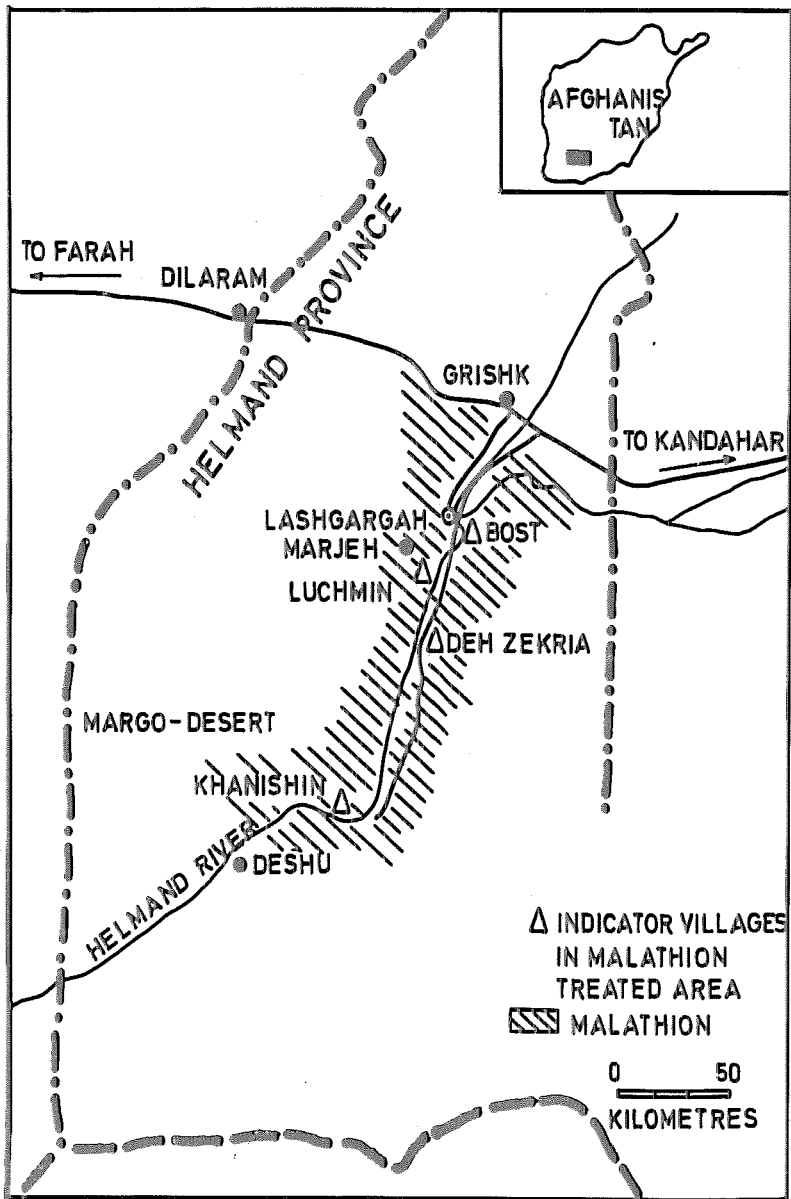 AFGHANIS
TAN
TO FARAH
DILARAM
HELMAND PROVINCE
GRISHK
TO KANDAHAR
LASHGARGAH
BOST
MARJEH
LUCHMIN
DEH ZEKRIA
MARGO-DESERT
KHANISHIN
HELMAND RIVER
DESHU
INDICATOR VILLAGES
IN MALATHION
TREATED AREA
MALATHION
0 50
KILOMETRES